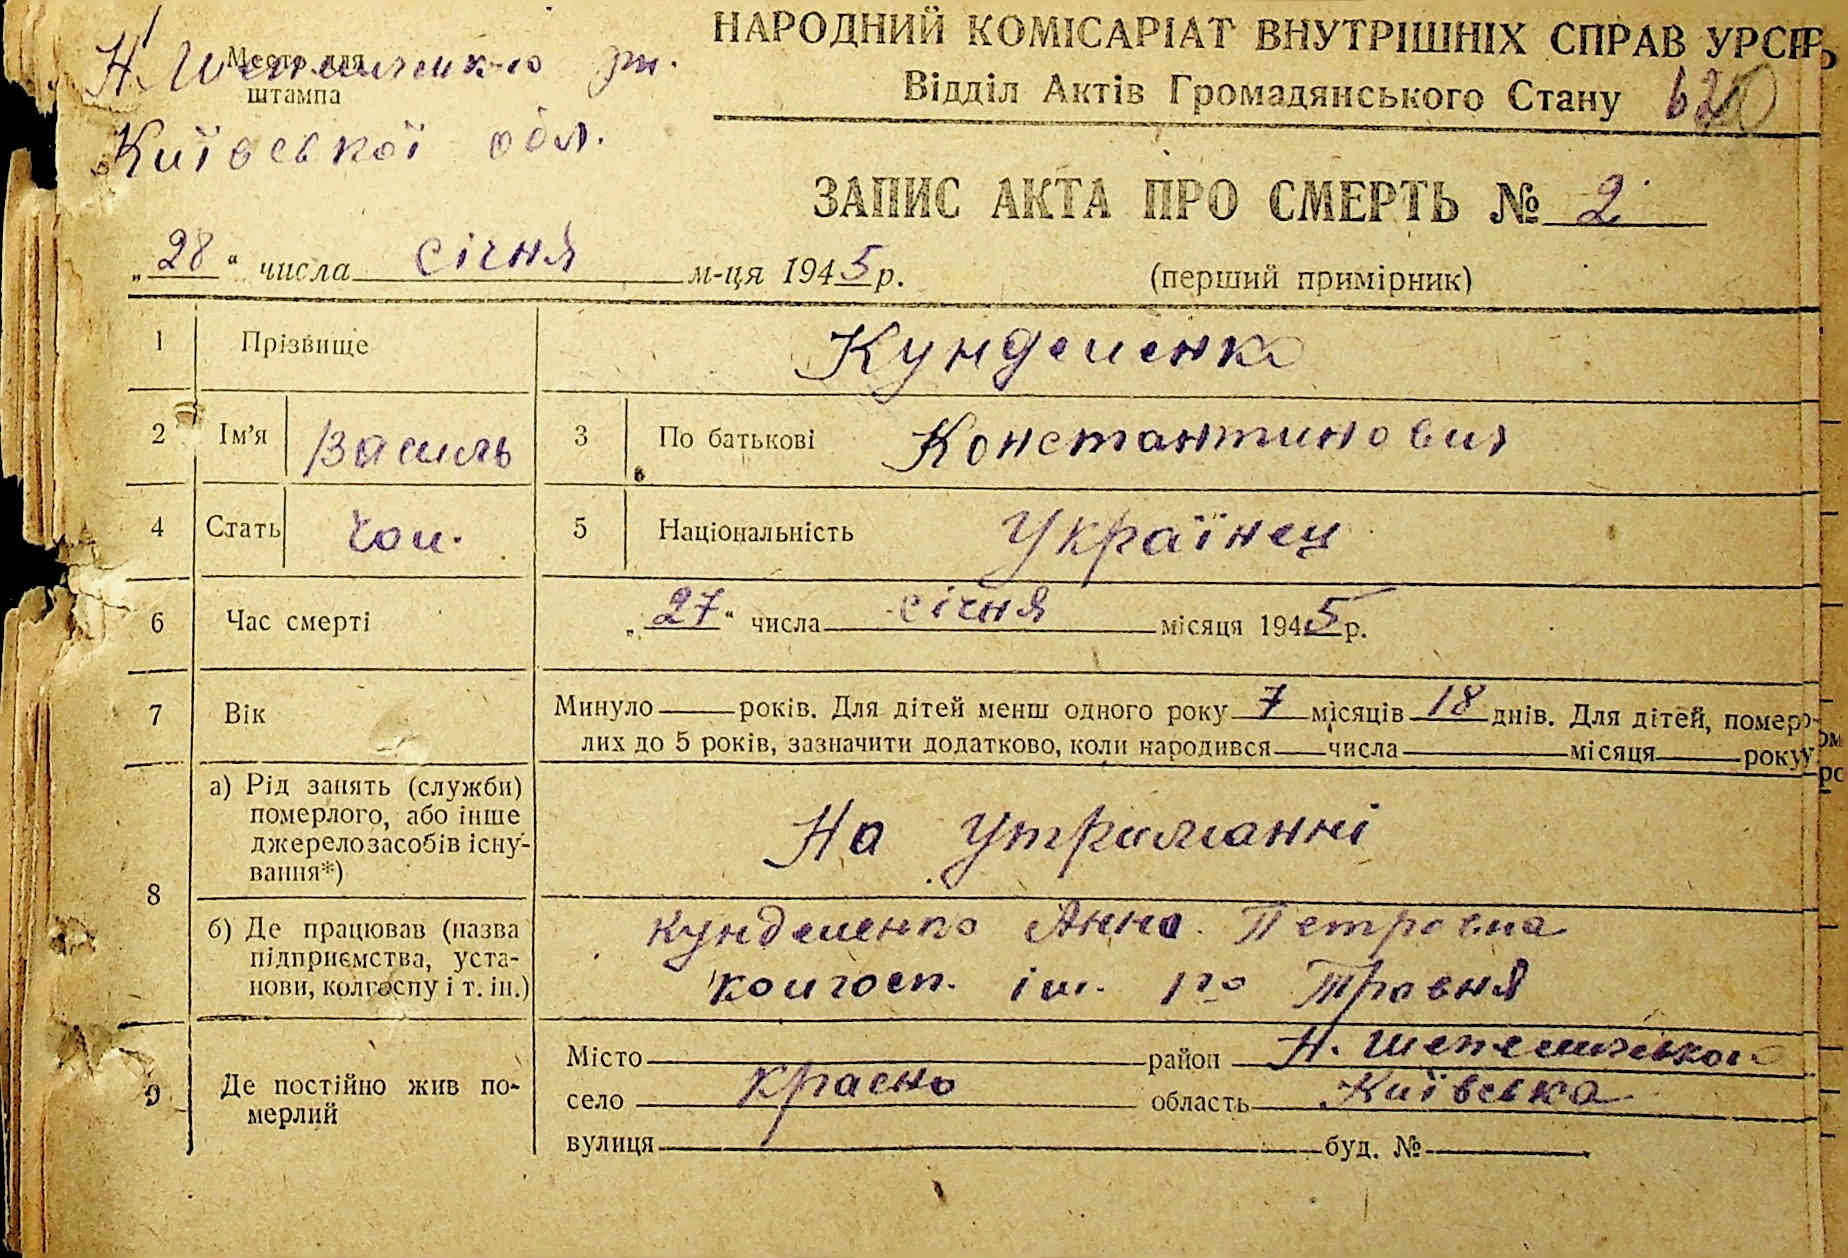 НАРОДНИЙ КОМІСАРІАТ ВНУТРІШНІХ СПРАВ УРСР
Відділ Актів Громадянського Стану
Место для
штампа
Н. Шепелицького рн.
Київської обл.
ЗАПИС АКТА ПРО СМЕРТЬ № 2
„28“ числа січня м-ця 1945 р.
(перший примірник)
1 Прізвище Кунделенко
2 Ім'я Василь 3 По батькові Константинович
4 Стать Чол. 5 Національність Українец
6 Час смерті „27“ числа січня місяця 1945 р.
7 Вік Минуло — років. Для дітей менш одного року 7 місяців 18 днів. Для дітей, помер-
лих до 5 років, зазначити додатково, коли народився — числа — місяця — року
8 а) Рід занять (служби) померлого, або інше джерело засобів існу-вання*) На утриманні
б) Де працював (назва підприємства, уста-нови, колгоспу і т. ін.) Кунделенко Анна Петровна
колгосп. ім. 1го Травня
9 Де постійно жив по-мерлий
Місто — район Н. Шепелицького
село Красно область Київська
вулиця — буд. № —